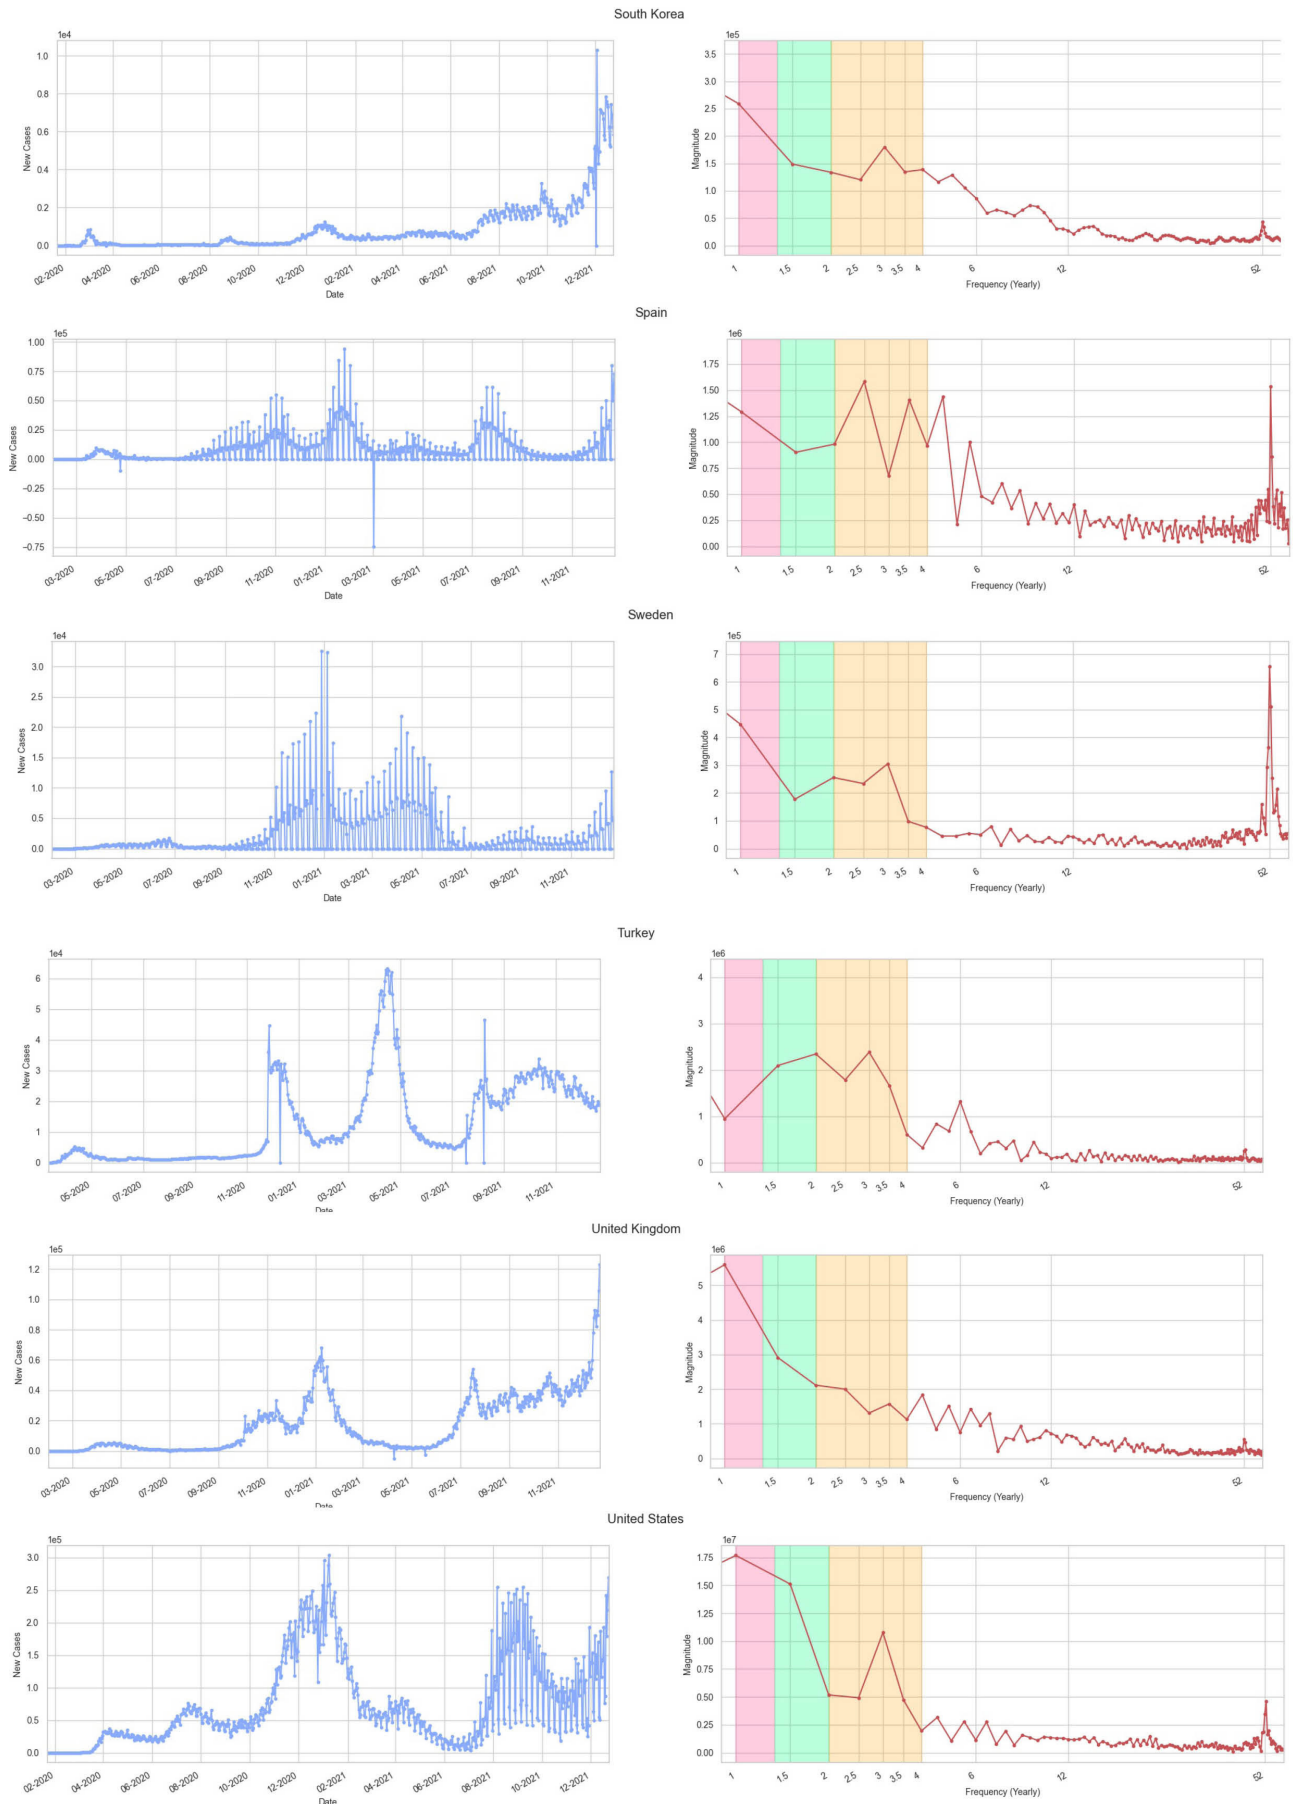 South Korea
1e4
1.0
0.8
0.6
0.4
0.2
0.0
New Cases
02-2020 04-2020 06-2020 08-2020 10-2020 12-2020 02-2021 04-2021 06-2021 08-2021 10-2021 12-2021
Date
1e5
3.5
3.0
2.5
2.0
1.5
1.0
0.5
0.0
Magnitude
1 1.5 2 2.5 3 3.5 4 6 12 52
Frequency (Yearly)
Spain
1e5
1.00
0.75
0.50
0.25
0.00
−0.25
−0.50
−0.75
New Cases
03-2020 05-2020 07-2020 09-2020 11-2020 01-2021 03-2021 05-2021 07-2021 09-2021 11-2021
Date
1e6
1.75
1.50
1.25
1.00
0.75
0.50
0.25
0.00
Magnitude
1 1.5 2 2.5 3 3.5 4 6 12 52
Frequency (Yearly)
Sweden
1e4
3.0
2.5
2.0
1.5
1.0
0.5
0.0
New Cases
03-2020 05-2020 07-2020 09-2020 11-2020 01-2021 03-2021 05-2021 07-2021 09-2021 11-2021
Date
1e5
7
6
5
4
3
2
1
0
Magnitude
1 1.5 2 2.5 3 3.5 4 6 12 52
Frequency (Yearly)
Turkey
1e4
6
5
4
3
2
1
0
New Cases
05-2020 07-2020 09-2020 11-2020 01-2021 03-2021 05-2021 07-2021 09-2021 11-2021
Date
1e6
4
3
2
1
0
Magnitude
1 1.5 2 2.5 3 3.5 4 6 12 52
Frequency (Yearly)
United Kingdom
1e5
1.2
1.0
0.8
0.6
0.4
0.2
0.0
New Cases
03-2020 05-2020 07-2020 09-2020 11-2020 01-2021 03-2021 05-2021 07-2021 09-2021 11-2021
Date
1e6
5
4
3
2
1
0
Magnitude
1 1.5 2 2.5 3 3.5 4 6 12 52
Frequency (Yearly)
United States
1e5
3.0
2.5
2.0
1.5
1.0
0.5
0.0
New Cases
02-2020 04-2020 06-2020 08-2020 10-2020 12-2020 02-2021 04-2021 06-2021 08-2021 10-2021 12-2021
Date
1e7
1.75
1.50
1.25
1.00
0.75
0.50
0.25
0.00
Magnitude
1 1.5 2 2.5 3 3.5 4 6 12 52
Frequency (Yearly)